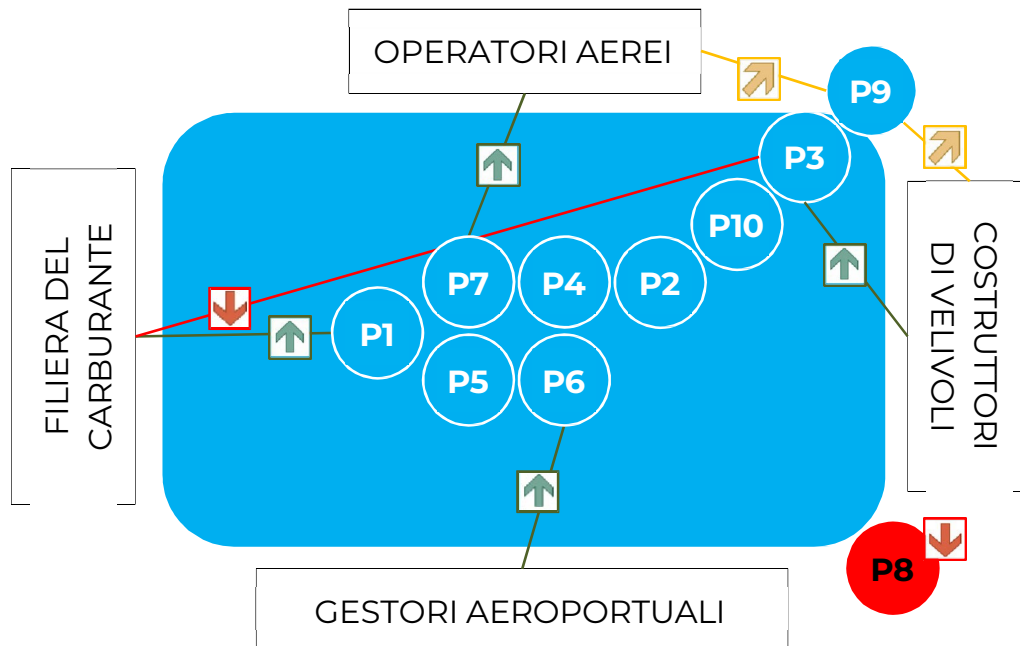 OPERATORI AEREI
P9
P3
P10
FILIERA DEL
CARBURANTE
P7
P4
P2
COSTRUTTORI
DI VELIVOLI
P1
P5
P6
P8
GESTORI AEROPORTUALI